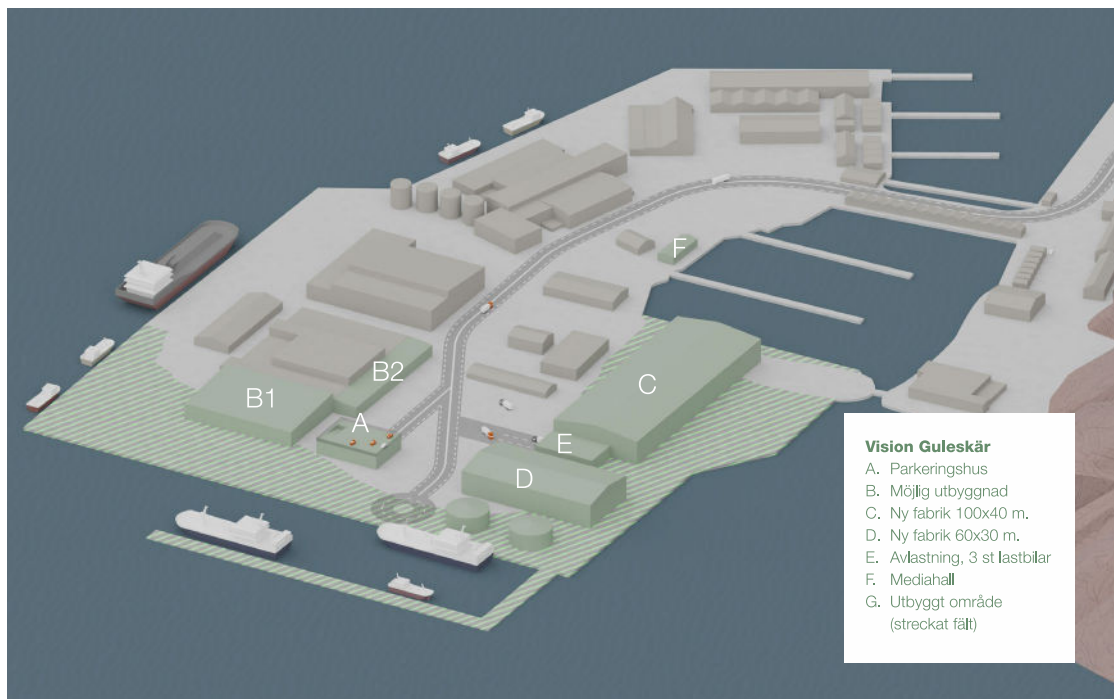 F
B2
C
B1
A
E
D
Vision Guleskär
A. Parkeringshus
B. Möjlig utbyggnad
C. Ny fabrik 100x40 m.
D. Ny fabrik 60x30 m.
E. Avlastning, 3 st lastbilar
F. Mediahall
G. Utbyggt område
(streckat fält)